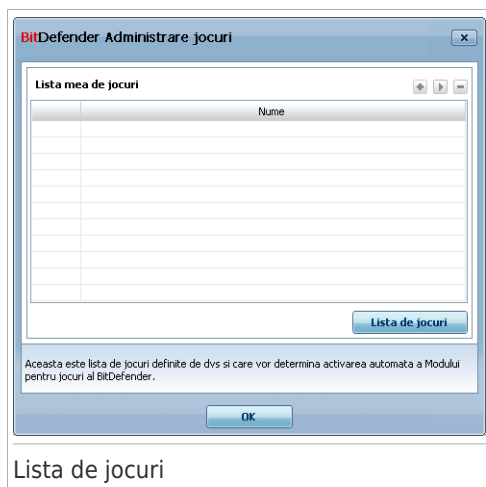 BitDefender Administrare jocuri
Lista mea de jocuri
Nume
Lista de jocuri
Aceasta este lista de jocuri definite de dvs si care vor determina activarea automata a Modului
pentru jocuri al BitDefender.
OK
Lista de jocuri